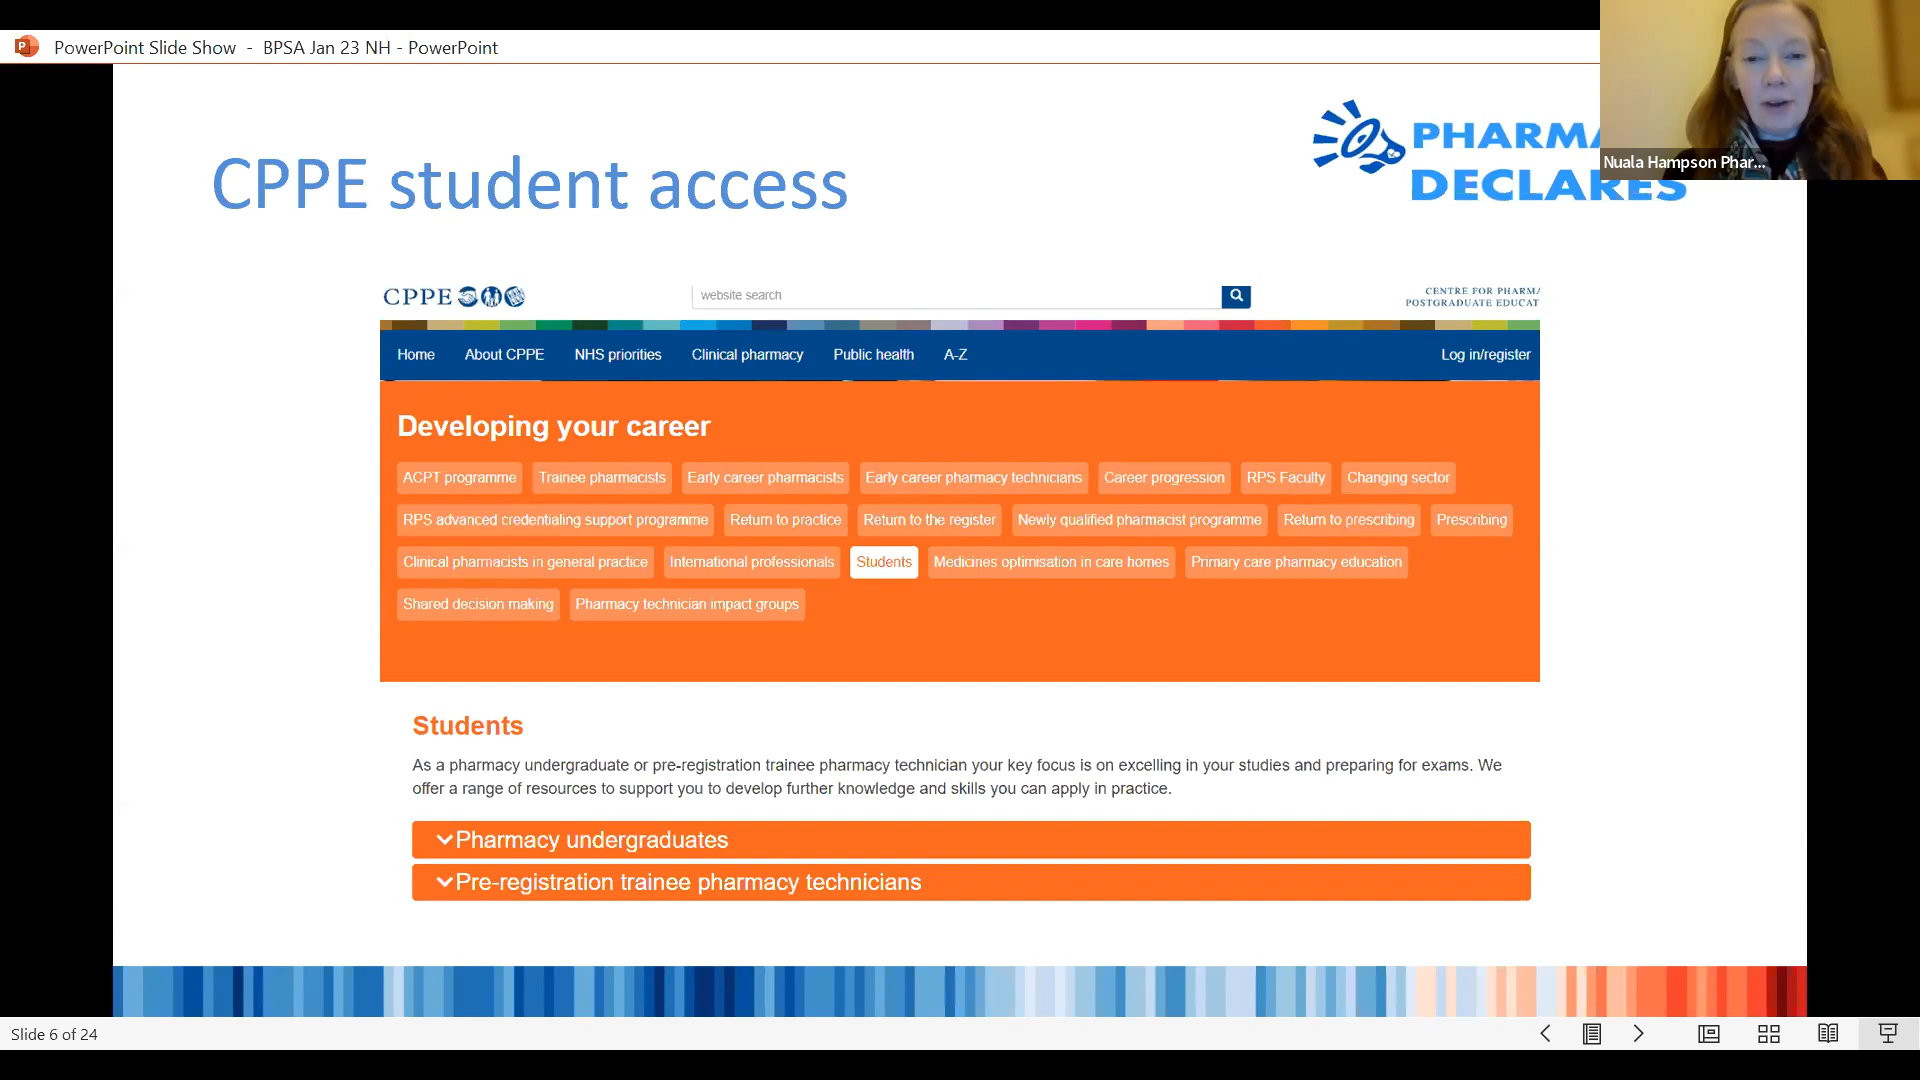 PowerPoint Slide Show - BPSA Jan 23 NH - PowerPoint
CPPE student access
PHARMA
DECLARES
Nuala Hampson Phar...
CPPE
website search
CENTRE FOR PHARMA
POSTGRADUATE EDUCAT
Home About CPPE NHS priorities Clinical pharmacy Public health A-Z Log in/register
Developing your career
ACPT programme Trainee pharmacists Early career pharmacists Early career pharmacy technicians Career progression RPS Faculty Changing sector
RPS advanced credentialing support programme Return to practice Return to the register Newly qualified pharmacist programme Return to prescribing Prescribing
Clinical pharmacists in general practice International professionals Students Medicines optimisation in care homes Primary care pharmacy education
Shared decision making Pharmacy technician impact groups
Students
As a pharmacy undergraduate or pre-registration trainee pharmacy technician your key focus is on excelling in your studies and preparing for exams. We
offer a range of resources to support you to develop further knowledge and skills you can apply in practice.
Pharmacy undergraduates
Pre-registration trainee pharmacy technicians
Slide 6 of 24